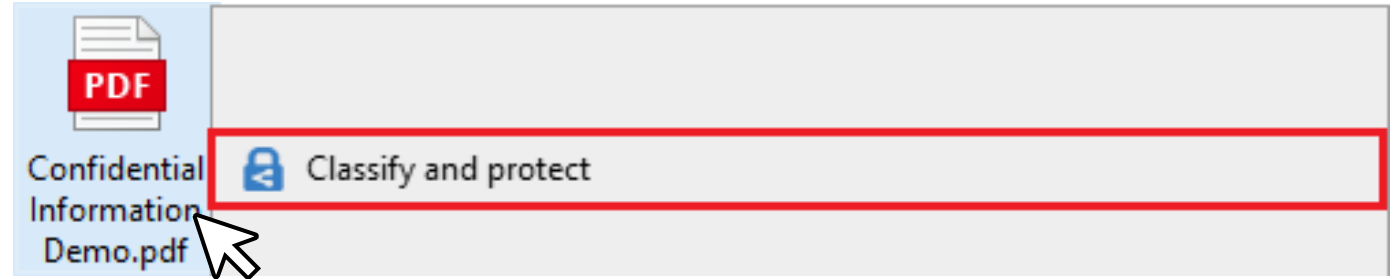 PDF
Confidential
Information
Demo.pdf
Classify and protect